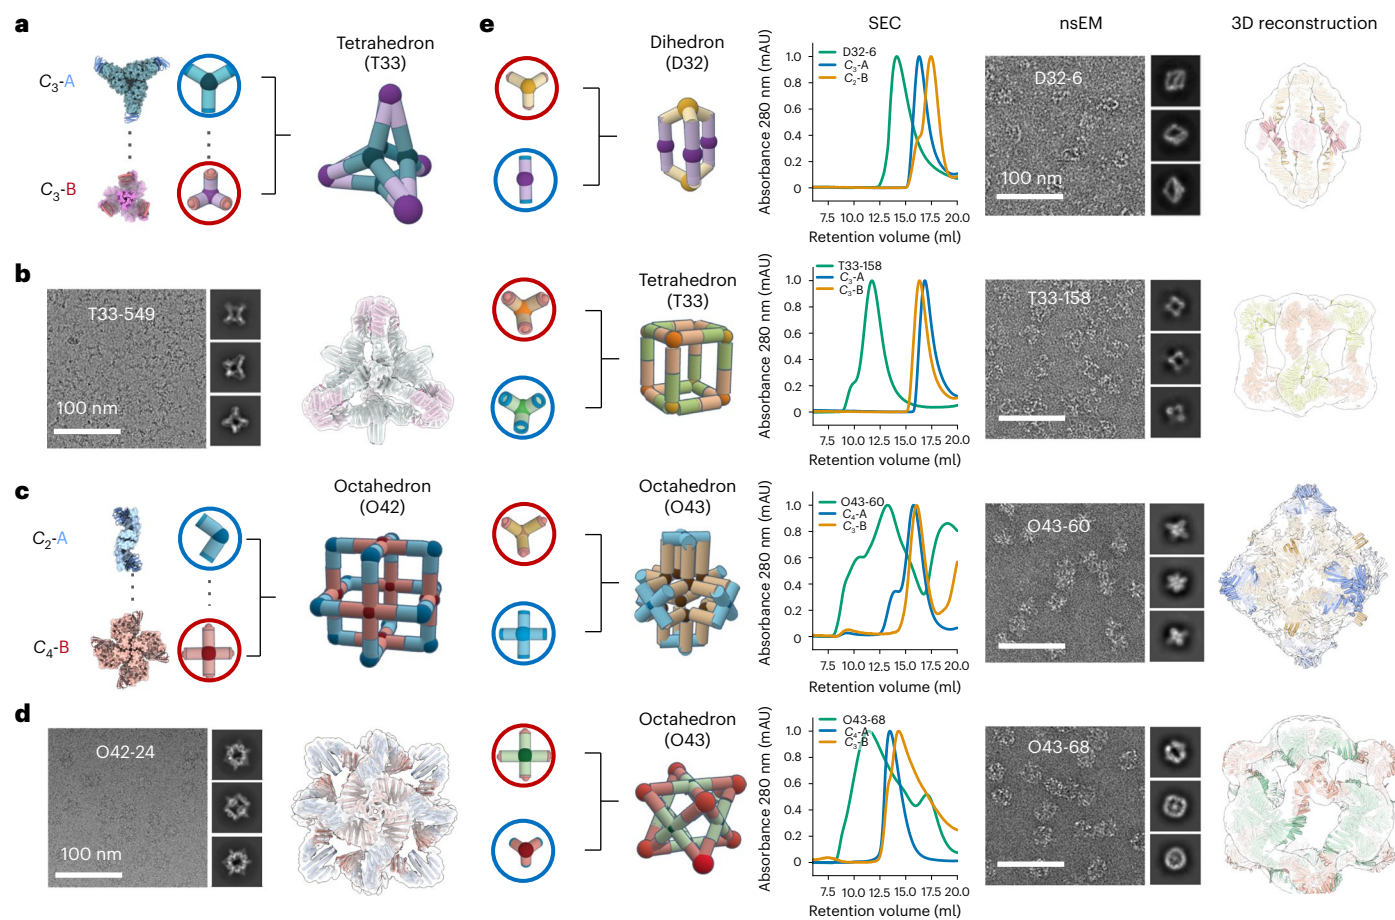 a
C3-A
C3-B
Tetrahedron
(T33)
b
T33-549
100 nm
c
C2-A
C4-B
Octahedron
(O42)
d
O42-24
100 nm
e
SEC
nsEM
3D reconstruction
Dihedron
(D32)
Absorbance 280 nm (mAU)
1.0
0.8
0.6
0.4
0.2
0
D32-6
C3-A
C2-B
7.5 10.0 12.5 15.0 17.5 20.0
Retention volume (ml)
D32-6
100 nm
Tetrahedron
(T33)
Absorbance 280 nm (mAU)
1.0
0.8
0.6
0.4
0.2
0
T33-158
C3-A
C3-B
7.5 10.0 12.5 15.0 17.5 20.0
Retention volume (ml)
T33-158
Octahedron
(O43)
Absorbance 280 nm (mAU)
1.0
0.8
0.6
0.4
0.2
0
O43-60
C4-A
C3-B
7.5 10.0 12.5 15.0 17.5 20.0
Retention volume (ml)
O43-60
Octahedron
(O43)
Absorbance 280 nm (mAU)
1.0
0.8
0.6
0.4
0.2
0
O43-68
C4-A
C3-B
7.5 10.0 12.5 15.0 17.5 20.0
Retention volume (ml)
O43-68